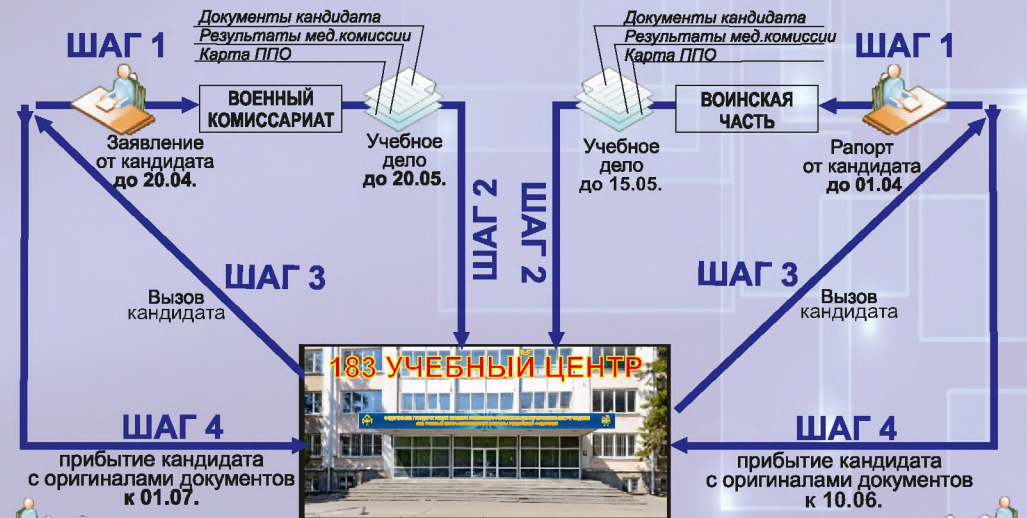 Документы кандидата
Результаты мед.комиссии
Карта ППО
ШАГ 1
ВОЕННЫЙ
КОМИССАРИАТ
Заявление
от кандидата
до 20.04.
Учебное
дело
до 20.05.
ШАГ 2
ШАГ 3
Вызов
кандидата
ШАГ 4
прибытие кандидата
с оригиналами документов
к 01.07.
183 УЧЕБНЫЙ ЦЕНТР
Документы кандидата
Результаты мед.комиссии
Карта ППО
ШАГ 1
ВОИНСКАЯ
ЧАСТЬ
Учебное
дело
до 15.05.
Рапорт
от кандидата
до 01.04
ШАГ 2
ШАГ 3
Вызов
кандидата
ШАГ 4
прибытие кандидата
с оригиналами документов
к 10.06.